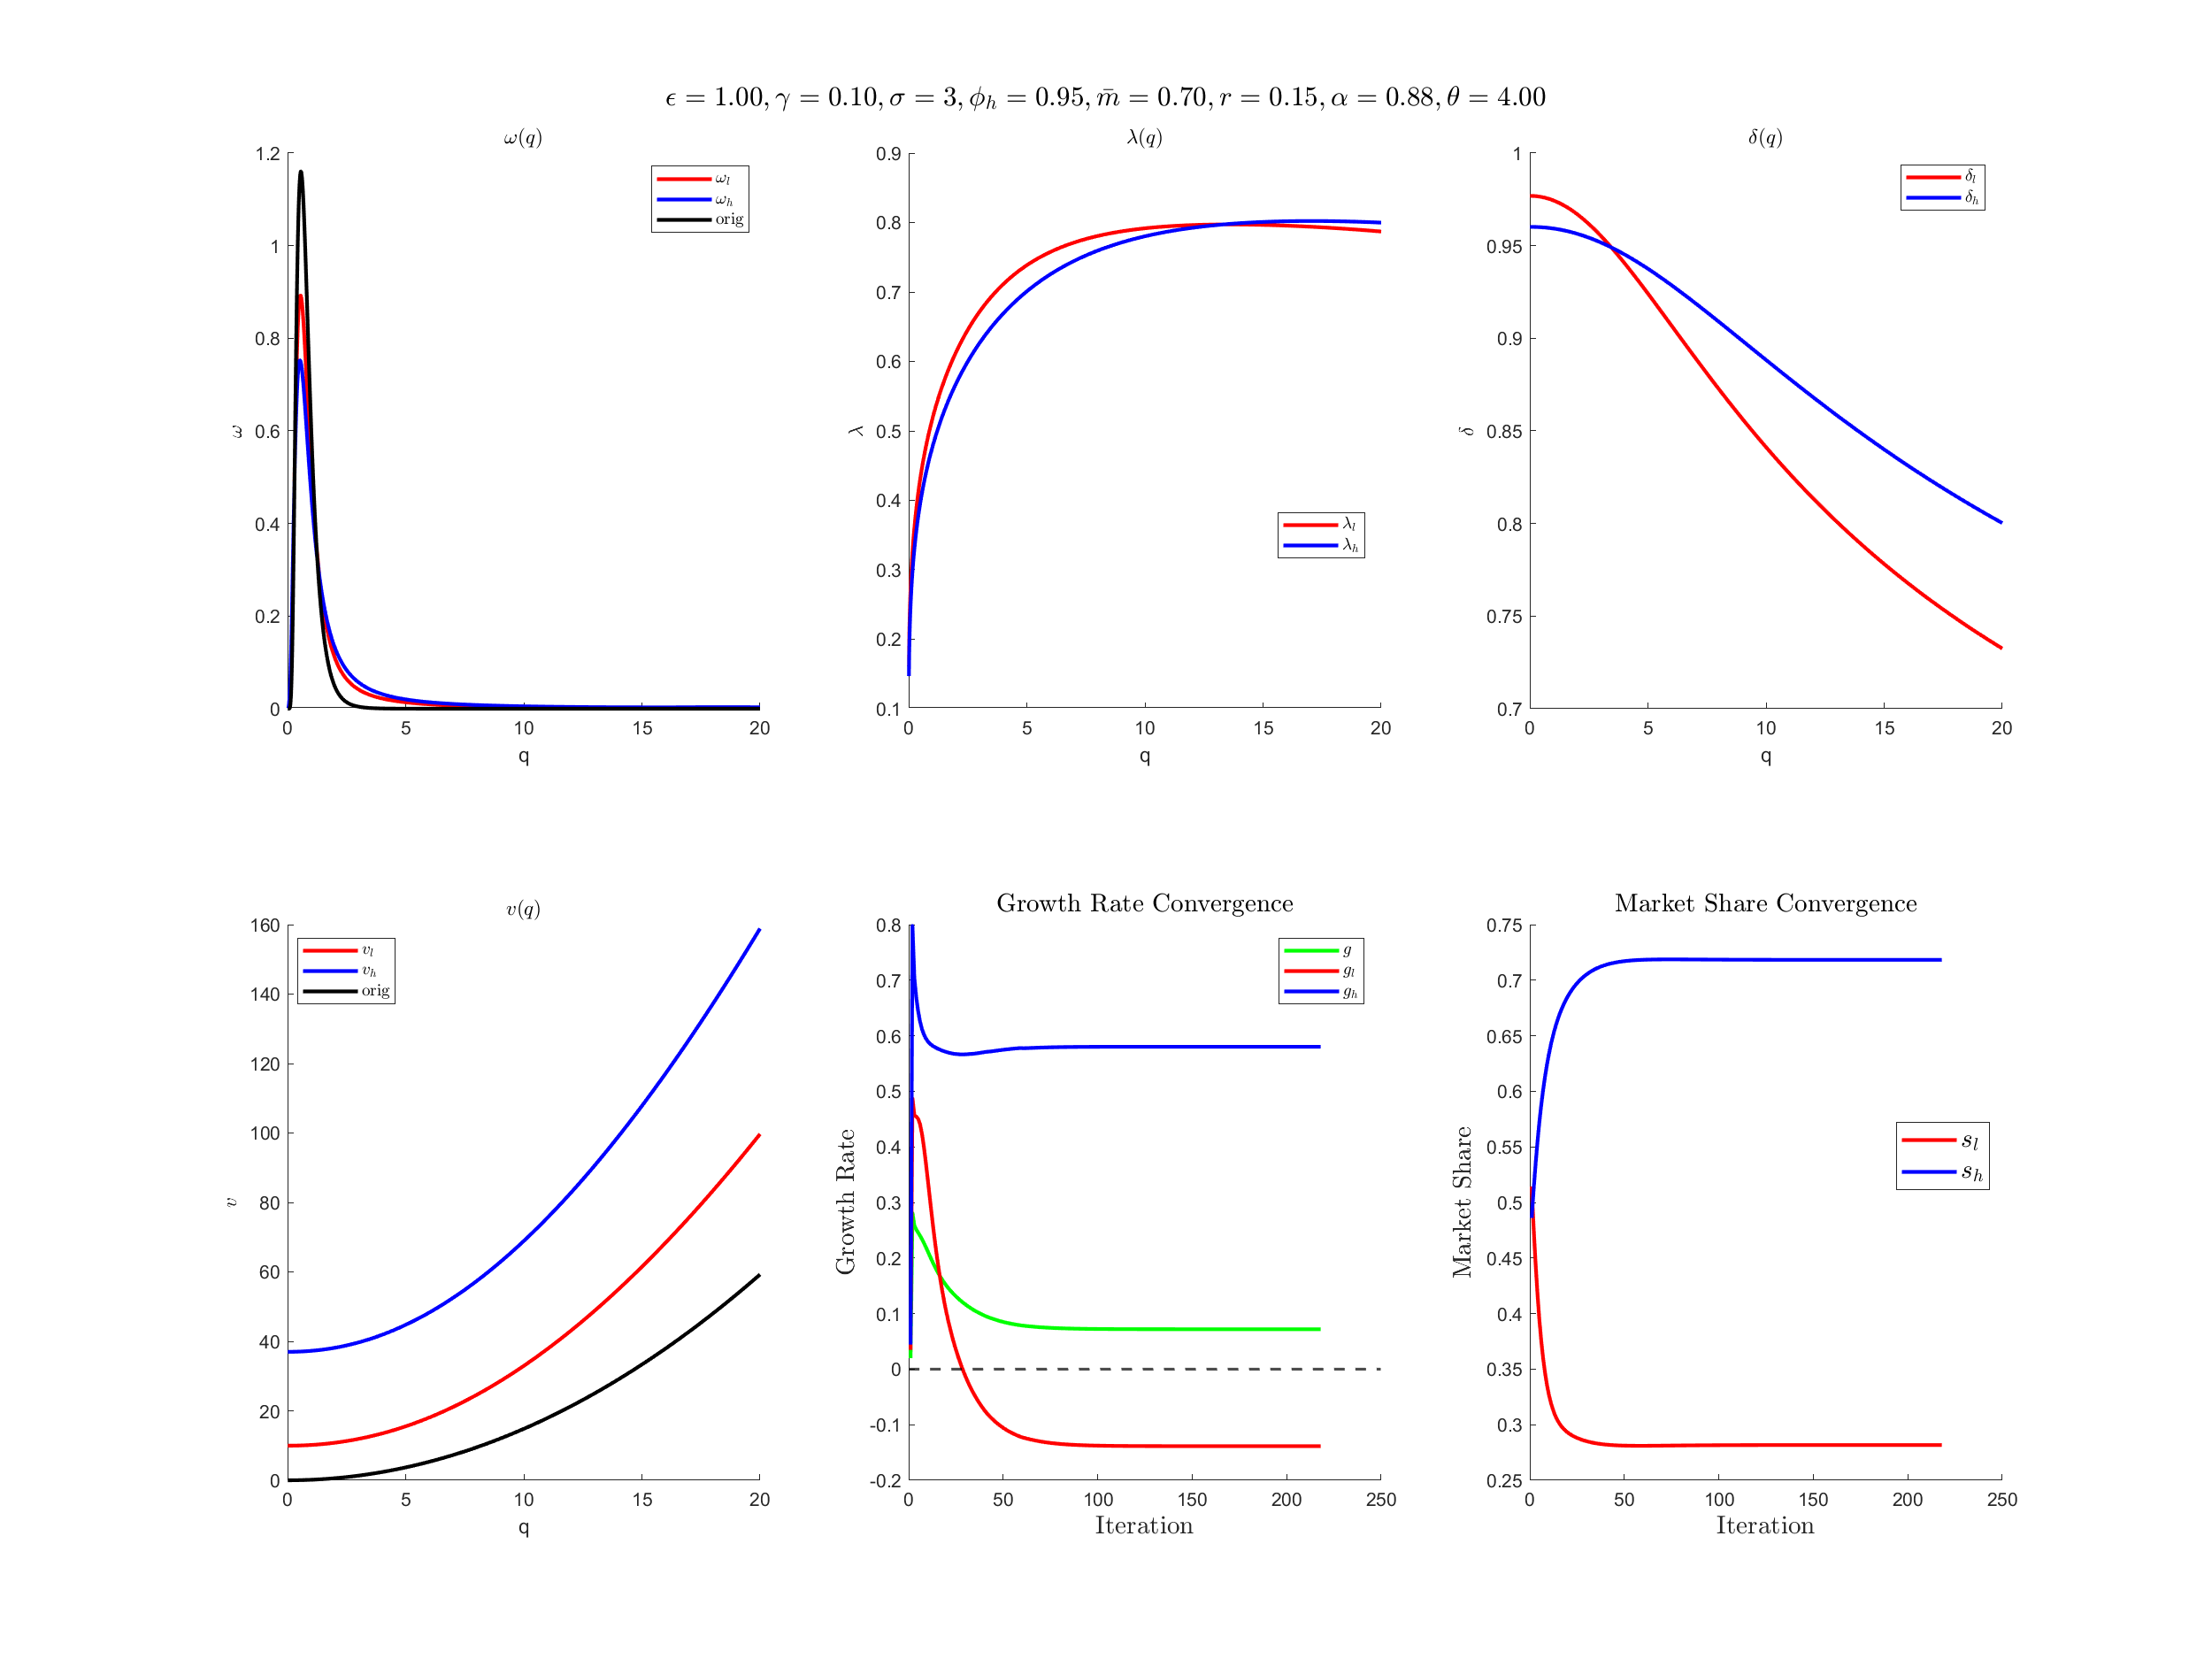 ϵ = 1.00, γ = 0.10, σ = 3, ϕ_h = 0.95, m̄ = 0.70, r = 0.15, α = 0.88, θ = 4.00
ω(q)
1.2
1
0.8
0.6
0.4
0.2
0
ω
ω_l
ω_h
orig
0 5 10 15 20
q
λ(q)
0.9
0.8
0.7
0.6
0.5
0.4
0.3
0.2
0.1
λ
λ_l
λ_h
0 5 10 15 20
q
δ(q)
1
0.95
0.9
0.85
0.8
0.75
0.7
δ
δ_l
δ_h
0 5 10 15 20
q
v(q)
160
140
120
100
80
60
40
20
0
v
v_l
v_h
orig
0 5 10 15 20
q
Growth Rate Convergence
0.8
0.7
0.6
0.5
0.4
0.3
0.2
0.1
0
-0.1
-0.2
Growth Rate
g
g_l
g_h
0 50 100 150 200 250
Iteration
Market Share Convergence
0.75
0.7
0.65
0.6
0.55
0.5
0.45
0.4
0.35
0.3
0.25
Market Share
s_l
s_h
0 50 100 150 200 250
Iteration